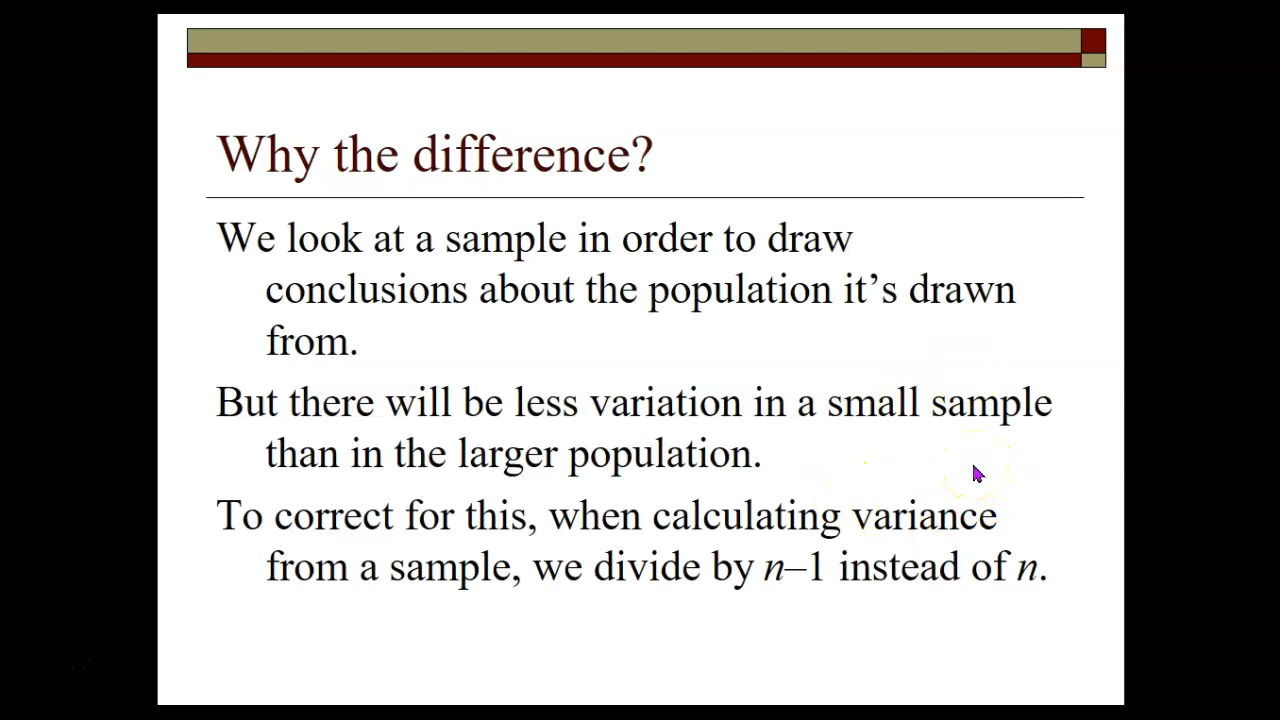 Why the difference?
We look at a sample in order to draw
conclusions about the population it’s drawn
from.
But there will be less variation in a small sample
than in the larger population.
To correct for this, when calculating variance
from a sample, we divide by n–1 instead of n.